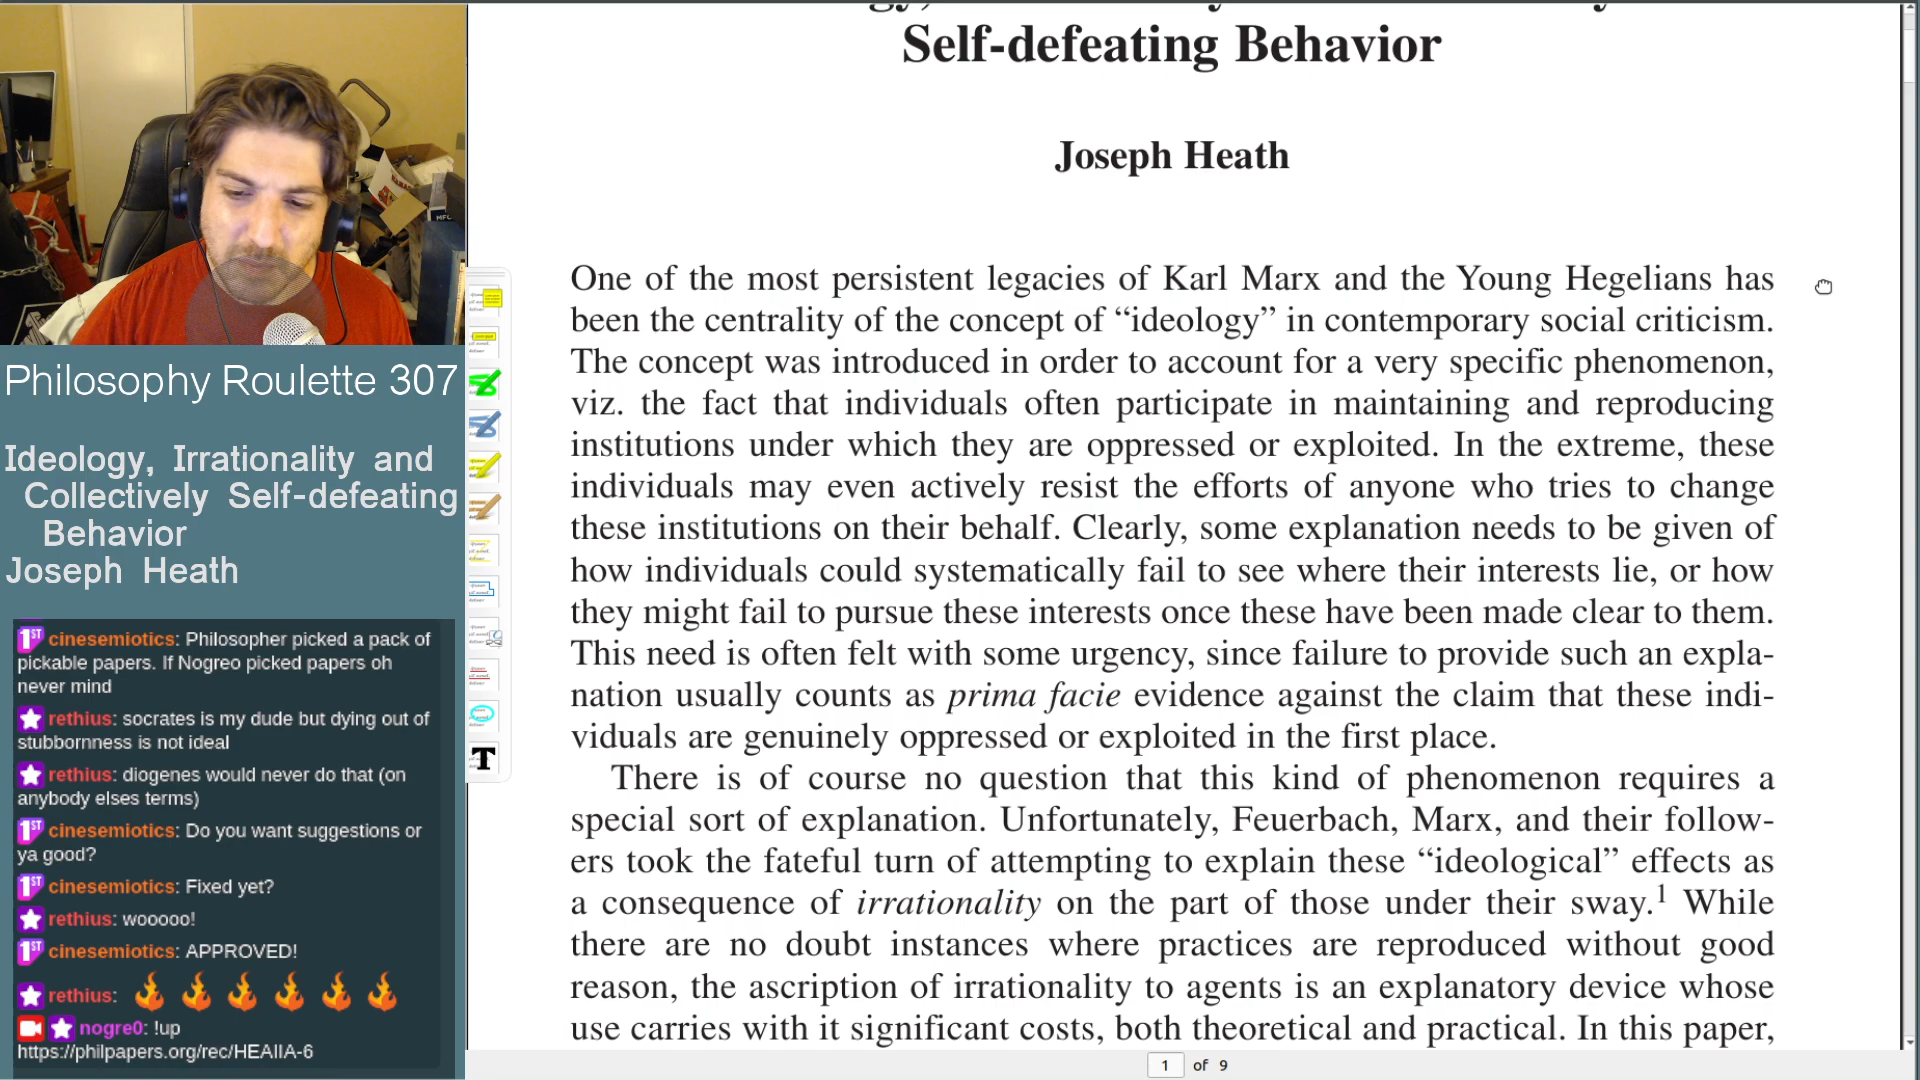 Self-defeating Behavior
Joseph Heath
One of the most persistent legacies of Karl Marx and the Young Hegelians has
been the centrality of the concept of “ideology” in contemporary social criticism.
The concept was introduced in order to account for a very specific phenomenon,
viz. the fact that individuals often participate in maintaining and reproducing
institutions under which they are oppressed or exploited. In the extreme, these
individuals may even actively resist the efforts of anyone who tries to change
these institutions on their behalf. Clearly, some explanation needs to be given of
how individuals could systematically fail to see where their interests lie, or how
they might fail to pursue these interests once these have been made clear to them.
This need is often felt with some urgency, since failure to provide such an expla-
nation usually counts as prima facie evidence against the claim that these indi-
viduals are genuinely oppressed or exploited in the first place.
There is of course no question that this kind of phenomenon requires a
special sort of explanation. Unfortunately, Feuerbach, Marx, and their follow-
ers took the fateful turn of attempting to explain these “ideological” effects as
a consequence of irrationality on the part of those under their sway.1 While
there are no doubt instances where practices are reproduced without good
reason, the ascription of irrationality to agents is an explanatory device whose
use carries with it significant costs, both theoretical and practical. In this paper,
1 of 9
T
MFC
Philosophy Roulette 307
Ideology, Irrationality and
Collectively Self-defeating
Behavior
Joseph Heath
1ST cinesemiotics: Philosopher picked a pack of
pickable papers. If Nogreo picked papers oh
never mind
rethius: socrates is my dude but dying out of
stubbornness is not ideal
rethius: diogenes would never do that (on
anybody elses terms)
1ST cinesemiotics: Do you want suggestions or
ya good?
1ST cinesemiotics: Fixed yet?
rethius: wooooo!
1ST cinesemiotics: APPROVED!
rethius:
nogre0: !up
https://philpapers.org/rec/HEAIIA-6